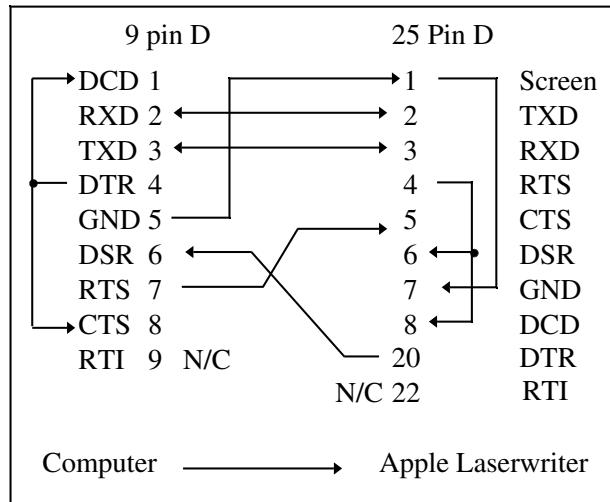 9 pin D 25 Pin D
DCD 1 1 Screen
RXD 2 2 TXD
TXD 3 3 RXD
DTR 4 4 RTS
GND 5 5 CTS
DSR 6 6 DSR
RTS 7 7 GND
CTS 8 8 DCD
RTI 9 N/C 20 DTR
N/C 22 RTI
Computer Apple Laserwriter